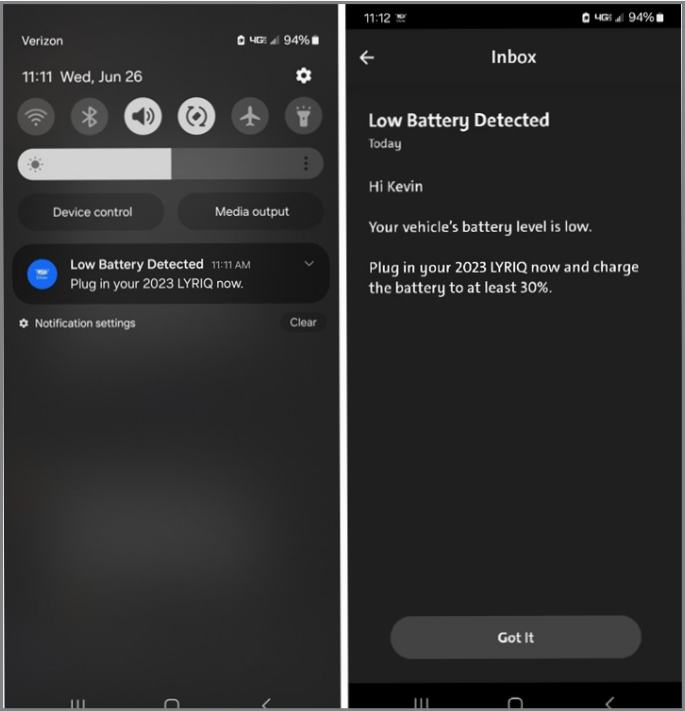 Verizon
4G 94%
11:11 Wed, Jun 26
Device control
Media output
Low Battery Detected 11:11 AM
Plug in your 2023 LYRIQ now.
Notification settings
Clear
11:12
4G 94%
Inbox
Low Battery Detected
Today
Hi Kevin
Your vehicle's battery level is low.
Plug in your 2023 LYRIQ now and charge
the battery to at least 30%.
Got It